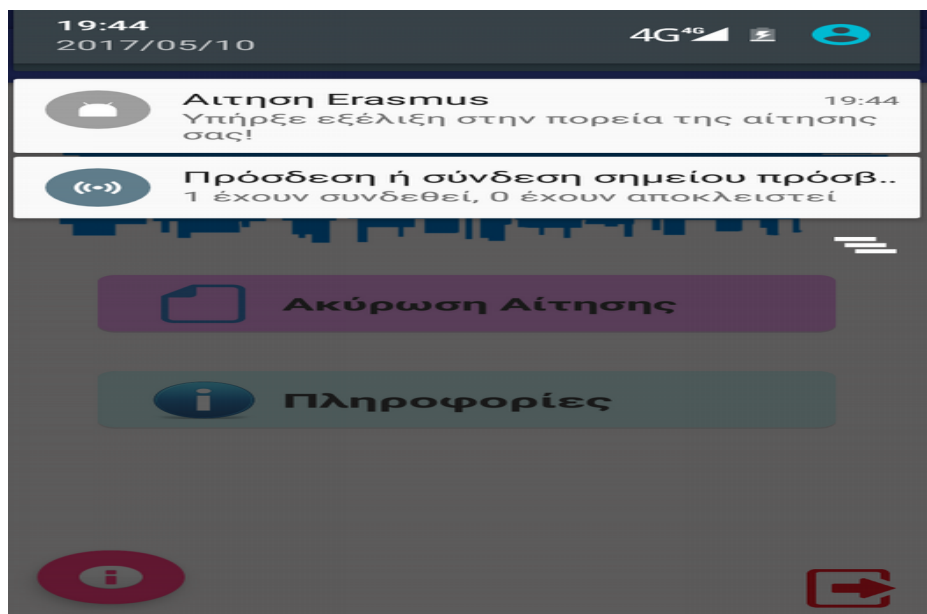 19:44
2017/05/10
4G 4G
Αιτηση Erasmus
19:44
Υπήρξε εξέλιξη στην πορεία της αίτησης
σας!
Πρόσδεση ή σύνδεση σημείου πρόσβ..
1 έχουν συνδεθεί, 0 έχουν αποκλειστεί
Ακύρωση Αίτησης
Πληροφορίες